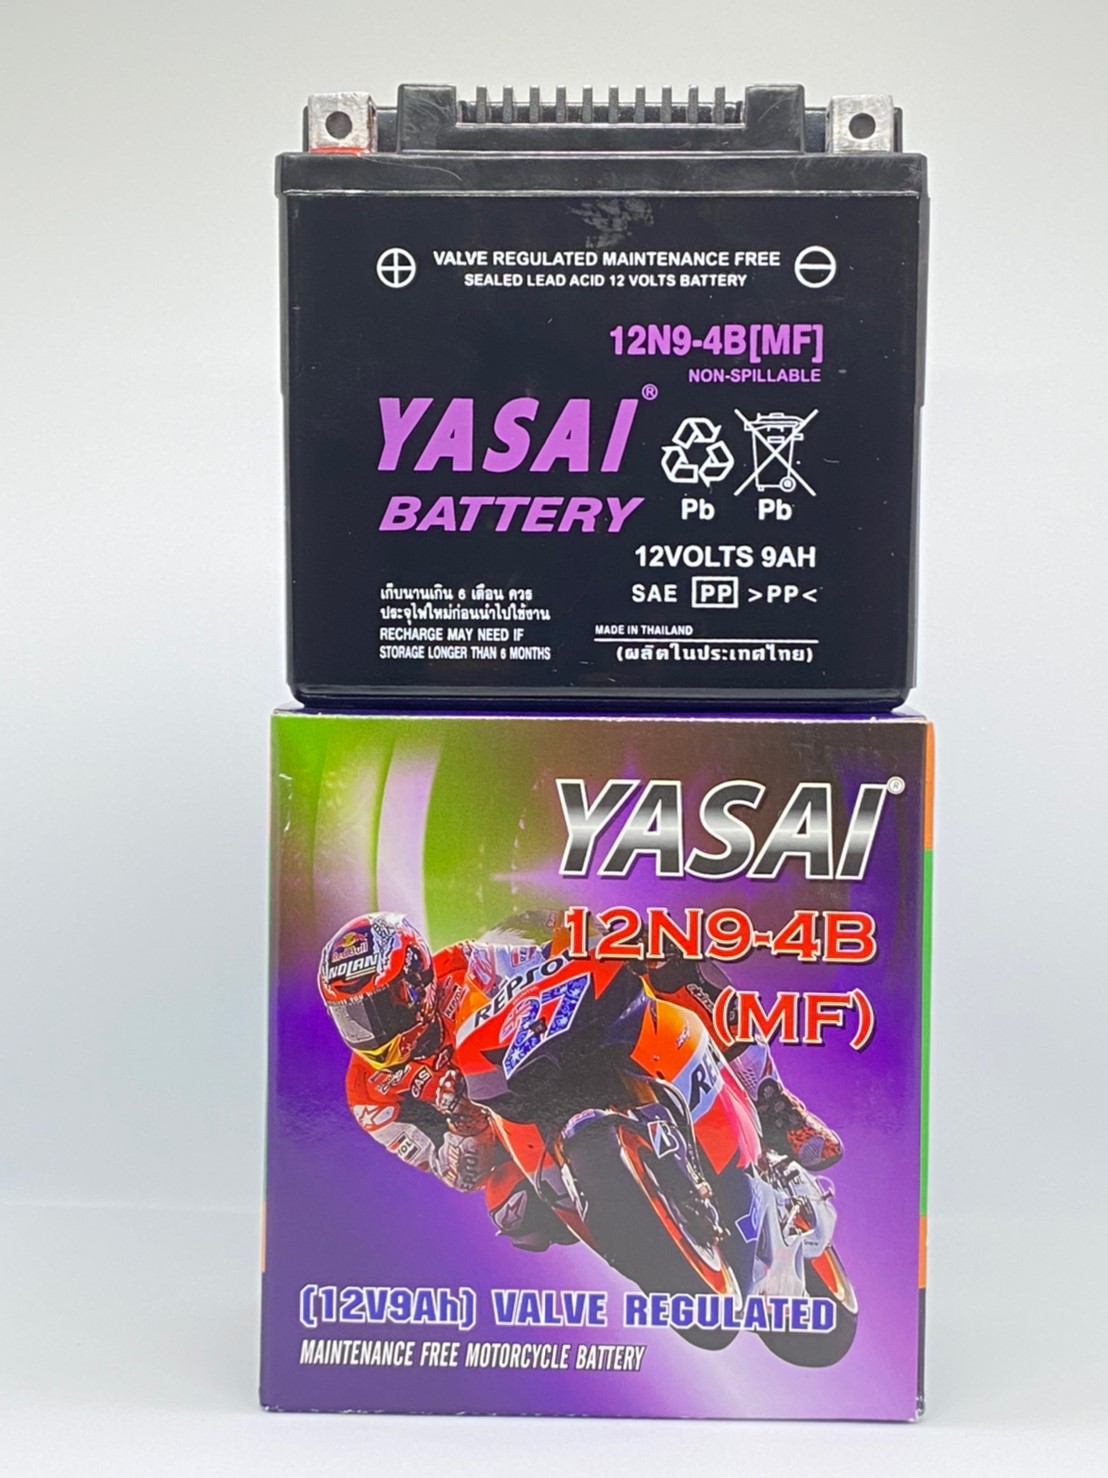 VALVE REGULATED MAINTENANCE FREE
SEALED LEAD ACID 12 VOLTS BATTERY
12N9-4B[MF]
NON-SPILLABLE
YASAI®
BATTERY
Pb Pb
12VOLTS 9AH
SAE PP >PP<
เก็บนานเกิน 6 เดือน ควร
ประจุไฟใหม่ก่อนนำไปใช้งาน
RECHARGE MAY NEED IF
STORAGE LONGER THAN 6 MONTHS
MADE IN THAILAND
(ผลิตในประเทศไทย)
YASAI®
12N9-4B
(MF)
RedBull
NOLAN
REPSOL
GAS
(12V9Ah) VALVE REGULATED
MAINTENANCE FREE MOTORCYCLE BATTERY